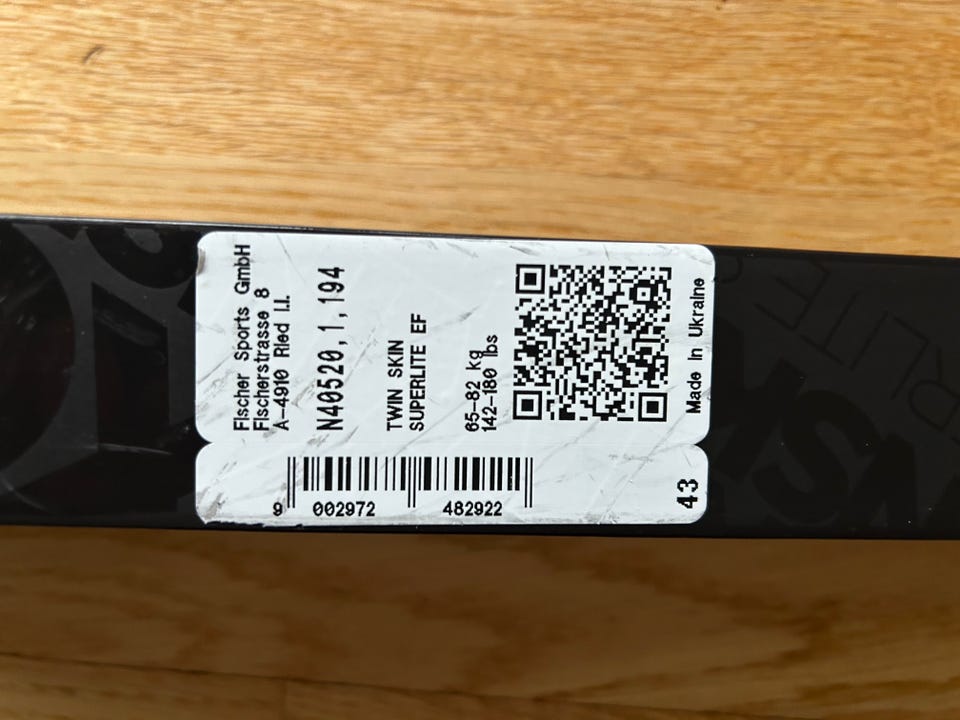 Fischer Sports GmbH
Fischerstrasse 8
A-4910 Ried I.I.
N40520,1,194
TWIN SKIN
SUPERLITE EF
65-82 kg
142-180 lbs
Made In Ukraine
9 002972 482922
43